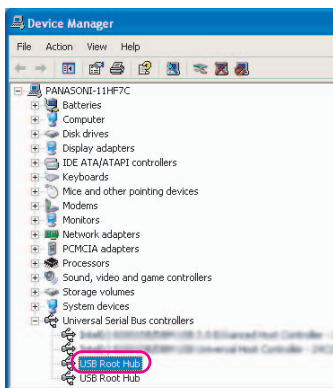 Device Manager
File Action View Help
PANASONI-11HF7C
Batteries
Computer
Disk drives
Display adapters
IDE ATA/ATAPI controllers
Keyboards
Mice and other pointing devices
Modems
Monitors
Network adapters
PCMCIA adapters
Processors
Sound, video and game controllers
Storage volumes
System devices
Universal Serial Bus controllers
USB Root Hub
USB Root Hub